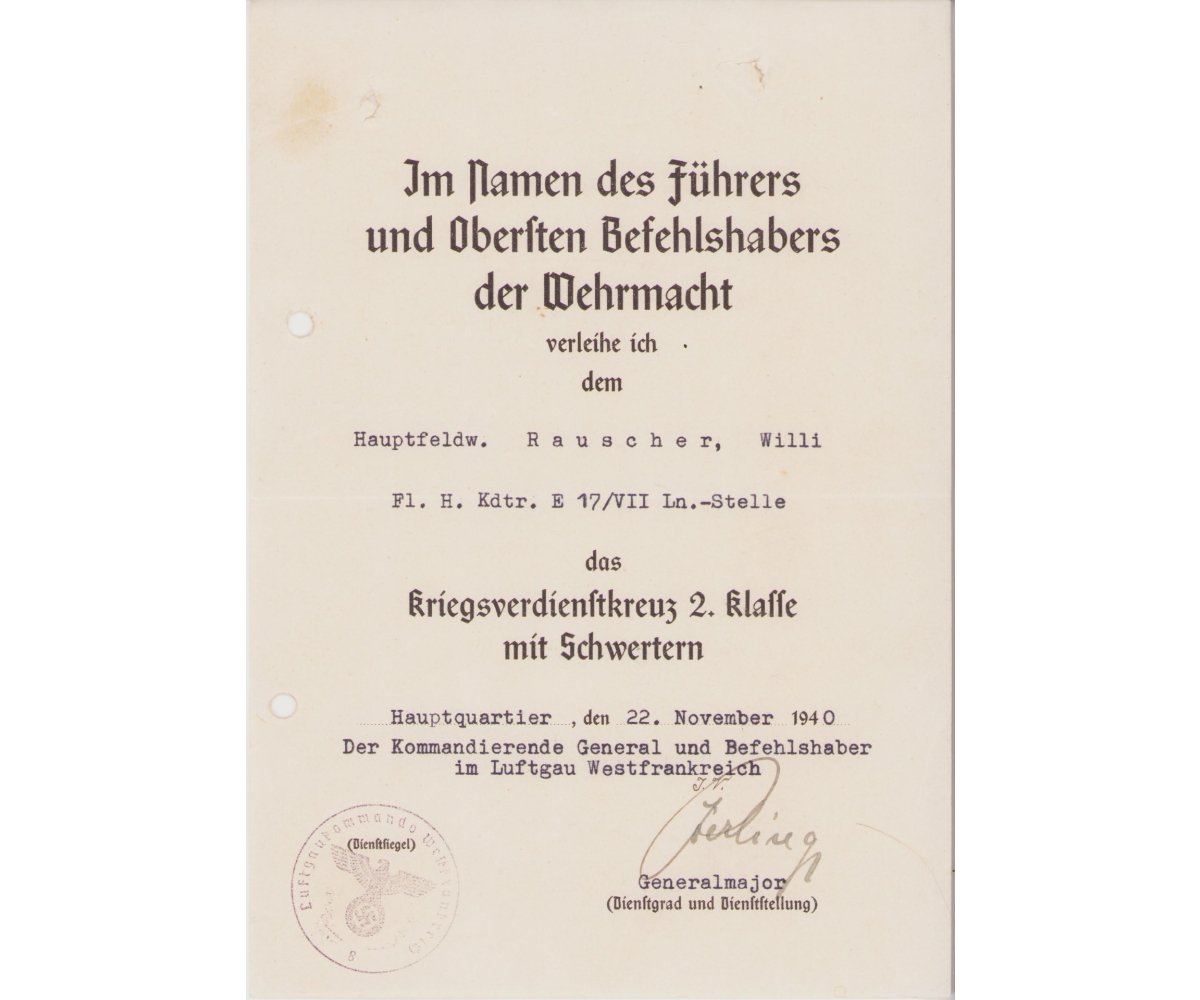 Im Namen des Führers
und Oberſten Befehlshabers
der Wehrmacht
verleihe ich
dem
Hauptfeldw. Rauscher, Willi
Fl. H. Kdtr. E 17/VII Ln.-Stelle
das
Kriegsverdienſtkreuz 2. Klaſſe
mit Schwertern
Hauptquartier, den 22. November 1940
Der Kommandierende General und Befehlshaber
im Luftgau Westfrankreich
(Dienſtſiegel)
Luftgaukommando
8
Generalmajor
(Dienſtgrad und Dienſtſtellung)